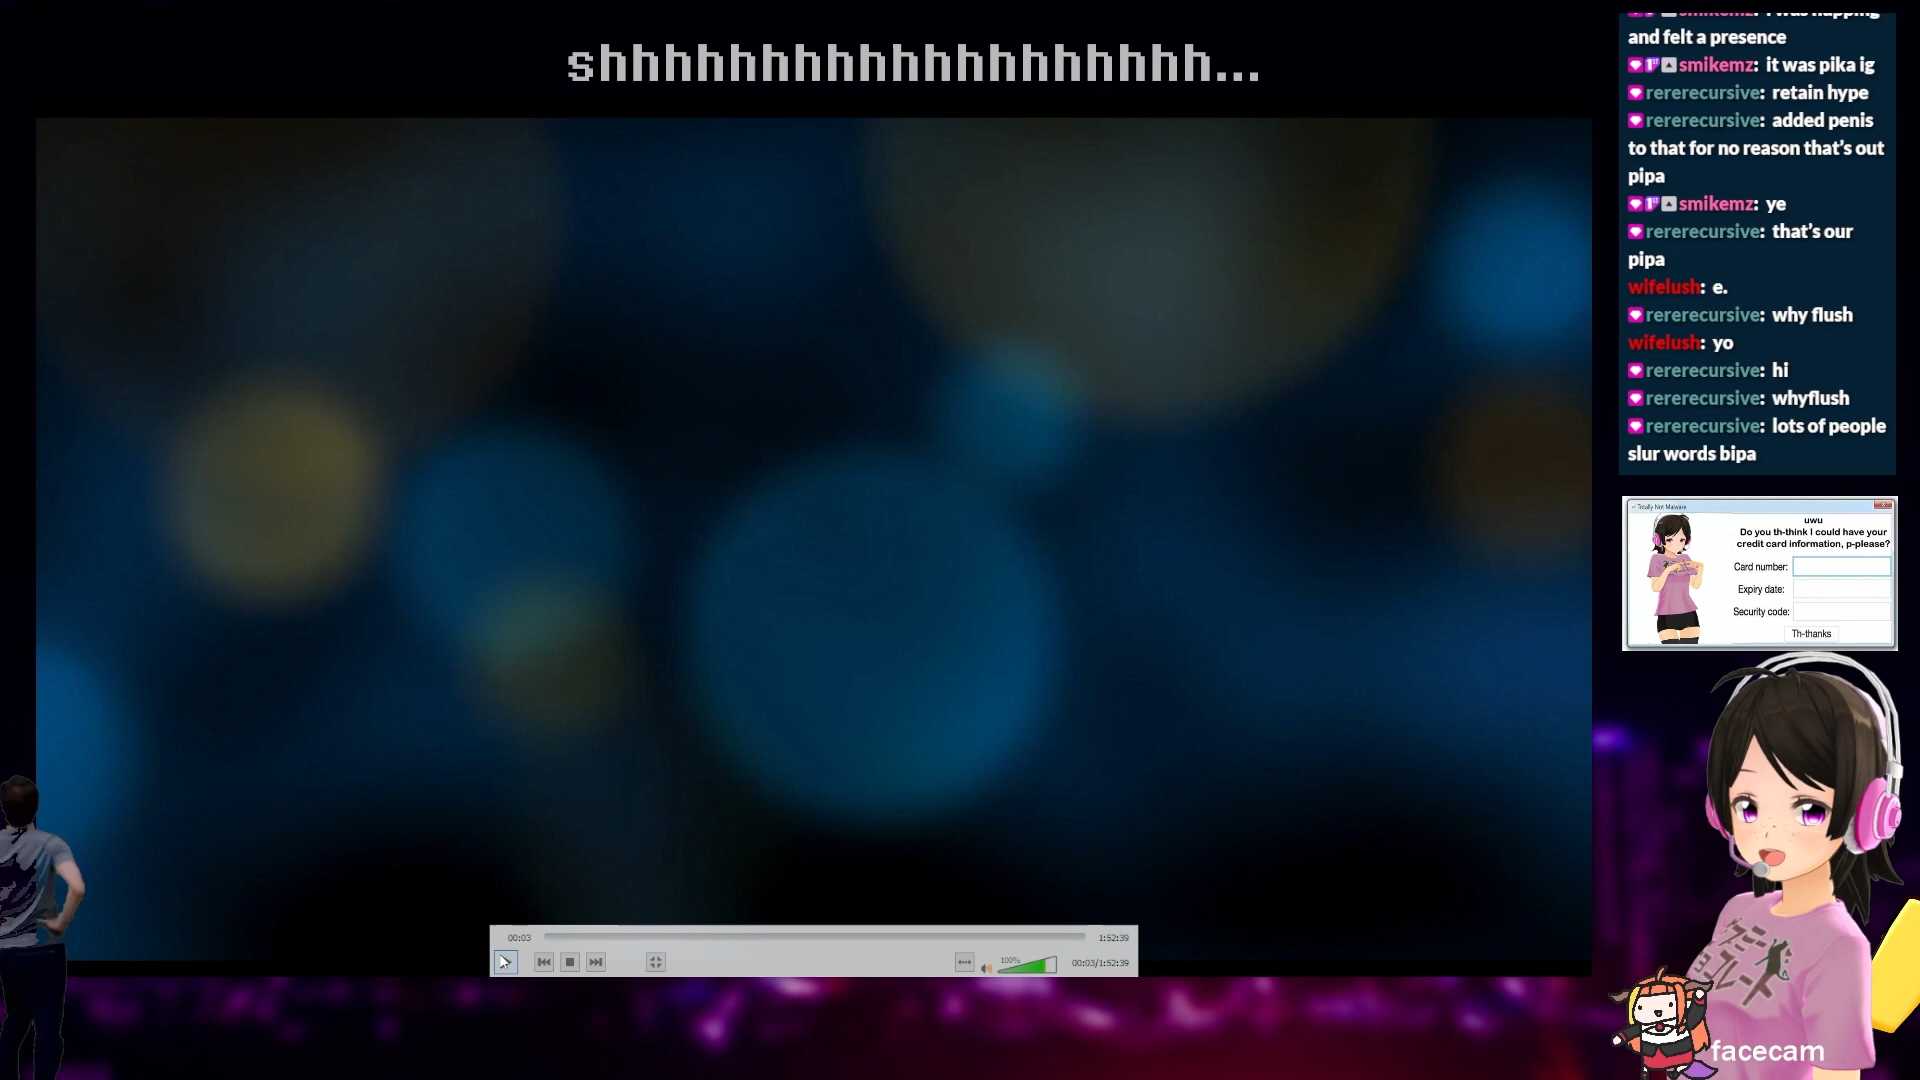 shhhhhhhhhhhhhhhhhhh...
and felt a presence
smikemz: it was pika ig
rererecursive: retain hype
rererecursive: added penis
to that for no reason that's out
pipa
smikemz: ye
rererecursive: that's our
pipa
wifelush: e.
rererecursive: why flush
wifelush: yo
rererecursive: hi
rererecursive: whyflush
rererecursive: lots of people
slur words bipa
Totally Not Malware
uwu
Do you th-think I could have your
credit card information, p-please?
Card number:
Expiry date:
Security code:
Th-thanks
00:03
1:52:39
100%
00:03/1:52:39
facecam